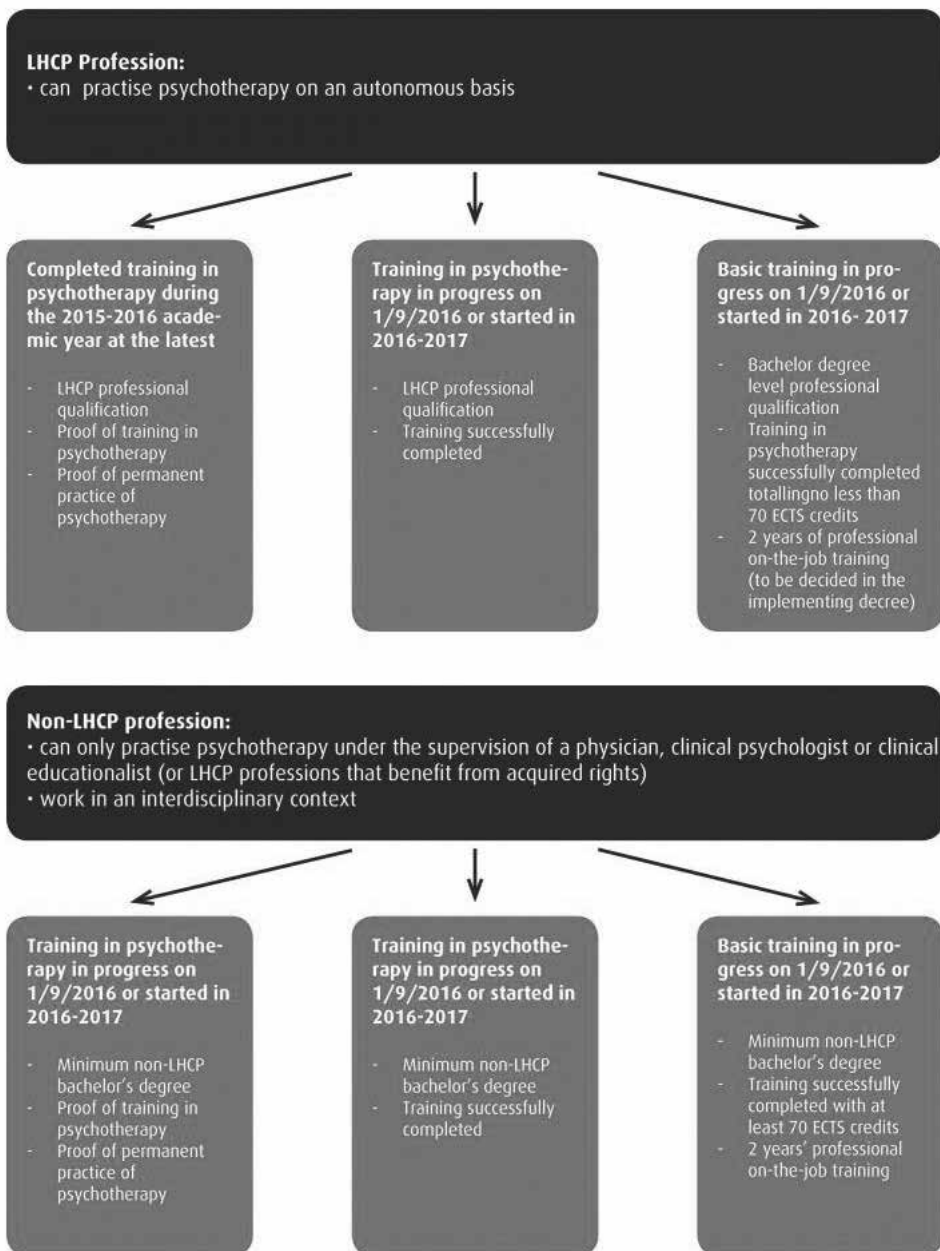 LHCP Profession:
• can practise psychotherapy on an autonomous basis
Completed training in
psychotherapy during
the 2015-2016 acade-
mic year at the latest
- LHCP professional
qualification
- Proof of training in
psychotherapy
- Proof of permanent
practice of
psychotherapy
Training in psychothe-
rapy in progress on
1/9/2016 or started in
2016-2017
- LHCP professional
qualification
- Training successfully
completed
Basic training in pro-
gress on 1/9/2016 or
started in 2016- 2017
- Bachelor degree
level professional
qualification
- Training in
psychotherapy
successfully completed
totallingno less than
70 ECTS credits
- 2 years of professional
on-the-job training
(to be decided in the
implementing decree)
Non-LHCP profession:
• can only practise psychotherapy under the supervision of a physician, clinical psychologist or clinical
educationalist (or LHCP professions that benefit from acquired rights)
• work in an interdisciplinary context
Training in psychothe-
rapy in progress on
1/9/2016 or started in
2016-2017
- Minimum non-LHCP
bachelor's degree
- Proof of training in
psychotherapy
- Proof of permanent
practice of
psychotherapy
Training in psychothe-
rapy in progress on
1/9/2016 or started in
2016-2017
- Minimum non-LHCP
bachelor's degree
- Training successfully
completed
Basic training in pro-
gress on 1/9/2016 or
started in 2016-2017
- Minimum non-LHCP
bachelor's degree
- Training successfully
completed with at
least 70 ECTS credits
- 2 years' professional
on-the-job training